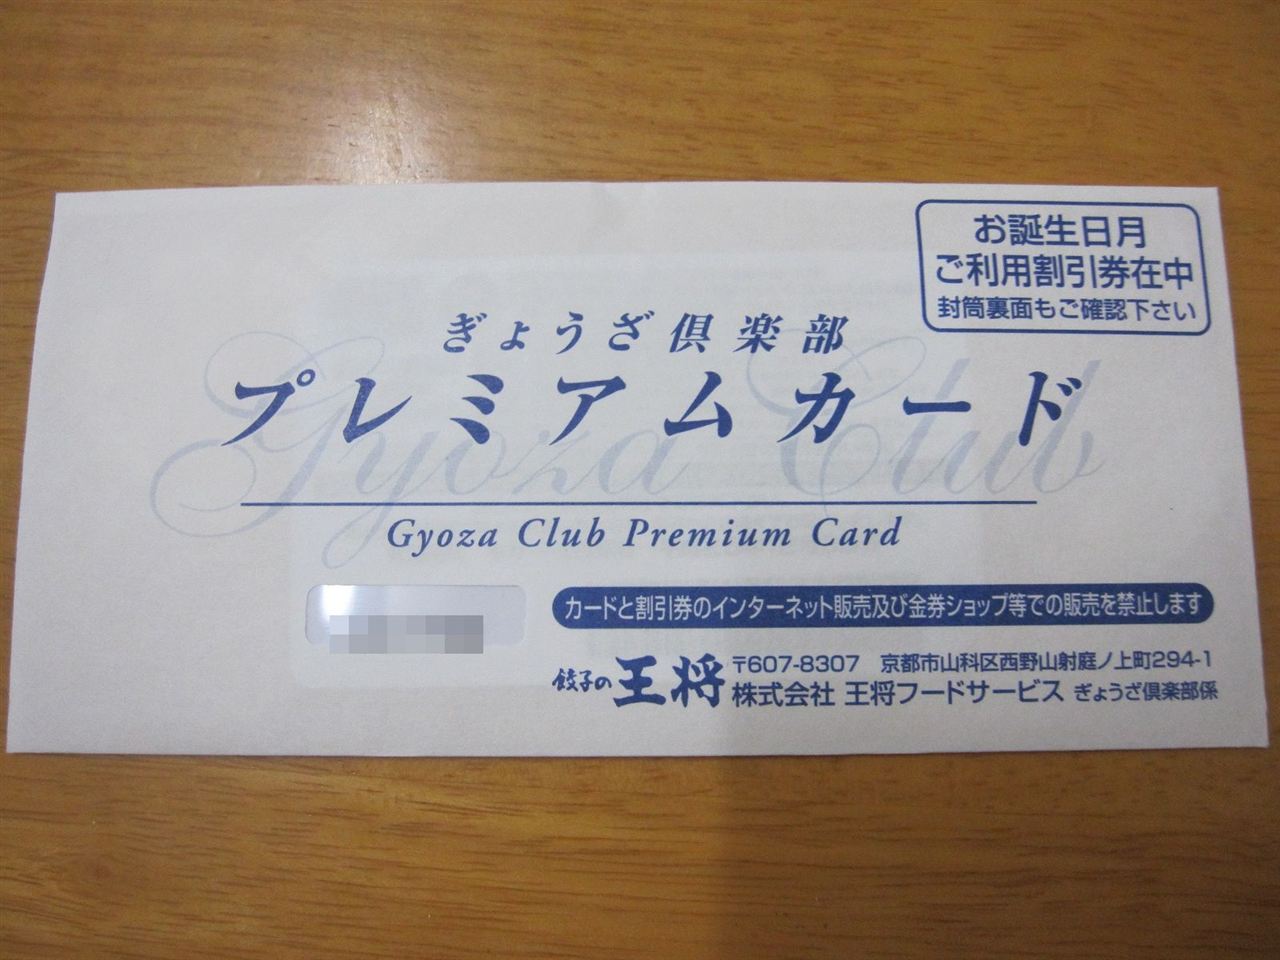 お誕生日月
ご利用割引券在中
封筒裏面もご確認下さい
ぎょうざ倶楽部
プレミアムカード
Gyoza Club
Gyoza Club Premium Card
カードと割引券のインターネット販売及び金券ショップ等での販売を禁止します
餃子の王将
〒607-8307 京都市山科区西野山射庭ノ上町294-1
株式会社 王将フードサービス ぎょうざ倶楽部係